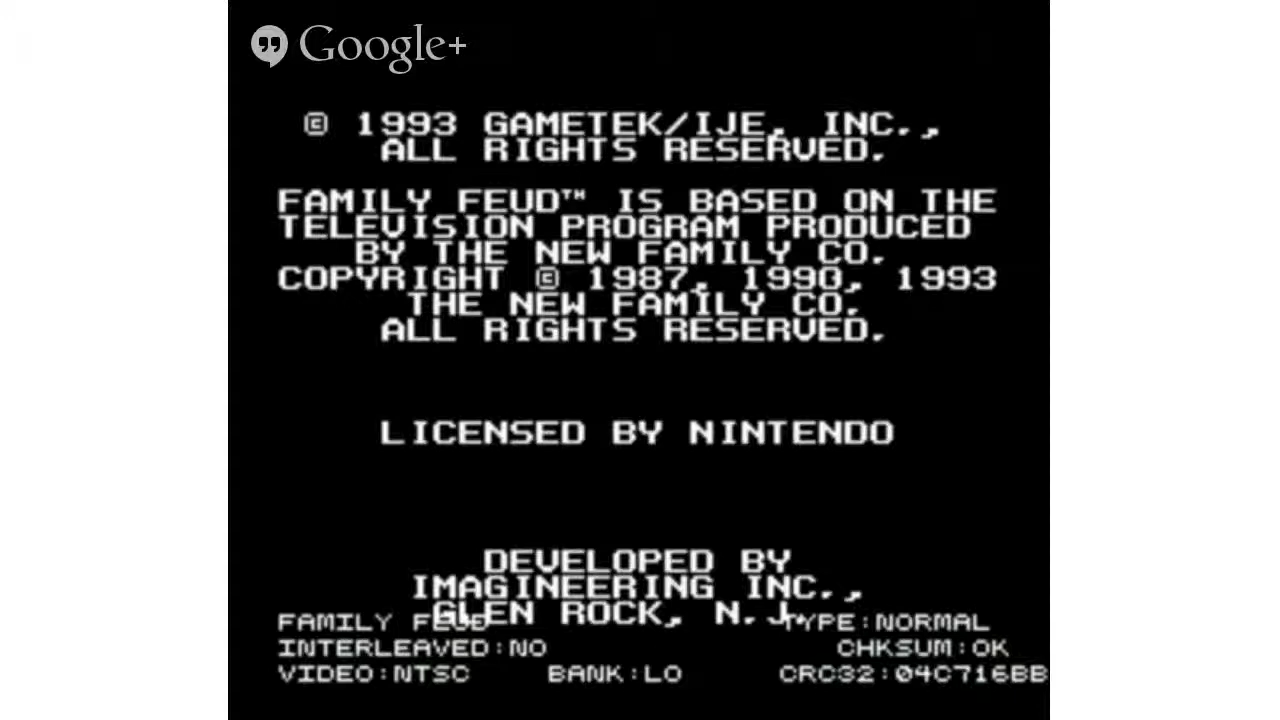 Google+
© 1993 GAMETEK/IJE, INC.,
ALL RIGHTS RESERVED.
FAMILY FEUD™ IS BASED ON THE
TELEVISION PROGRAM PRODUCED
BY THE NEW FAMILY CO.
COPYRIGHT © 1987, 1990, 1993
THE NEW FAMILY CO.
ALL RIGHTS RESERVED.
LICENSED BY NINTENDO
DEVELOPED BY
IMAGINEERING INC.,
GLEN ROCK, N.J.
FAMILY FEUD TYPE:NORMAL
INTERLEAVED:NO CHKSUM:OK
VIDEO:NTSC BANK:LO CRC32:04C716BB